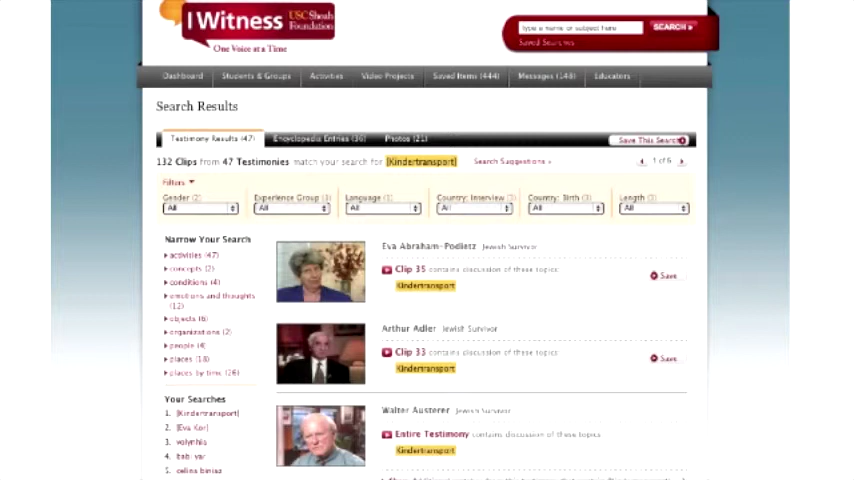 IWitness
USC Shoah
Foundation
One Voice at a Time
type a name or subject here
SEARCH
Saved Searches
Dashboard
Students & Groups
Activities
Video Projects
Saved Items (444)
Messages (148)
Educators
Search Results
Testimony Results (47)
Encyclopedia Entries (36)
Photos (21)
Save This Search
132 Clips from 47 Testimonies match your search for [Kindertransport]
Search Suggestions
1 of 6
Filters
Gender (2)
Experience Group (3)
Language (1)
Country: Interview
Country: Birth (3)
Length
All
All
All
All
All
All
Narrow Your Search
activities (47)
concepts (2)
conditions (4)
emotions and thoughts
(12)
objects (6)
organizations (2)
people (4)
places (18)
places by time (26)
Your Searches
1. [Kindertransport]
2. [Eva Kor]
3. volynhia
4. babi yar
5. celina biniaz
Eva Abraham-Podietz Jewish Survivor
Clip 35 contains discussion of these topics:
Kindertransport
Save
Arthur Adler Jewish Survivor
Clip 33 contains discussion of these topics:
Kindertransport
Save
Walter Austerer Jewish Survivor
Entire Testimony contains discussion of these topics:
Kindertransport